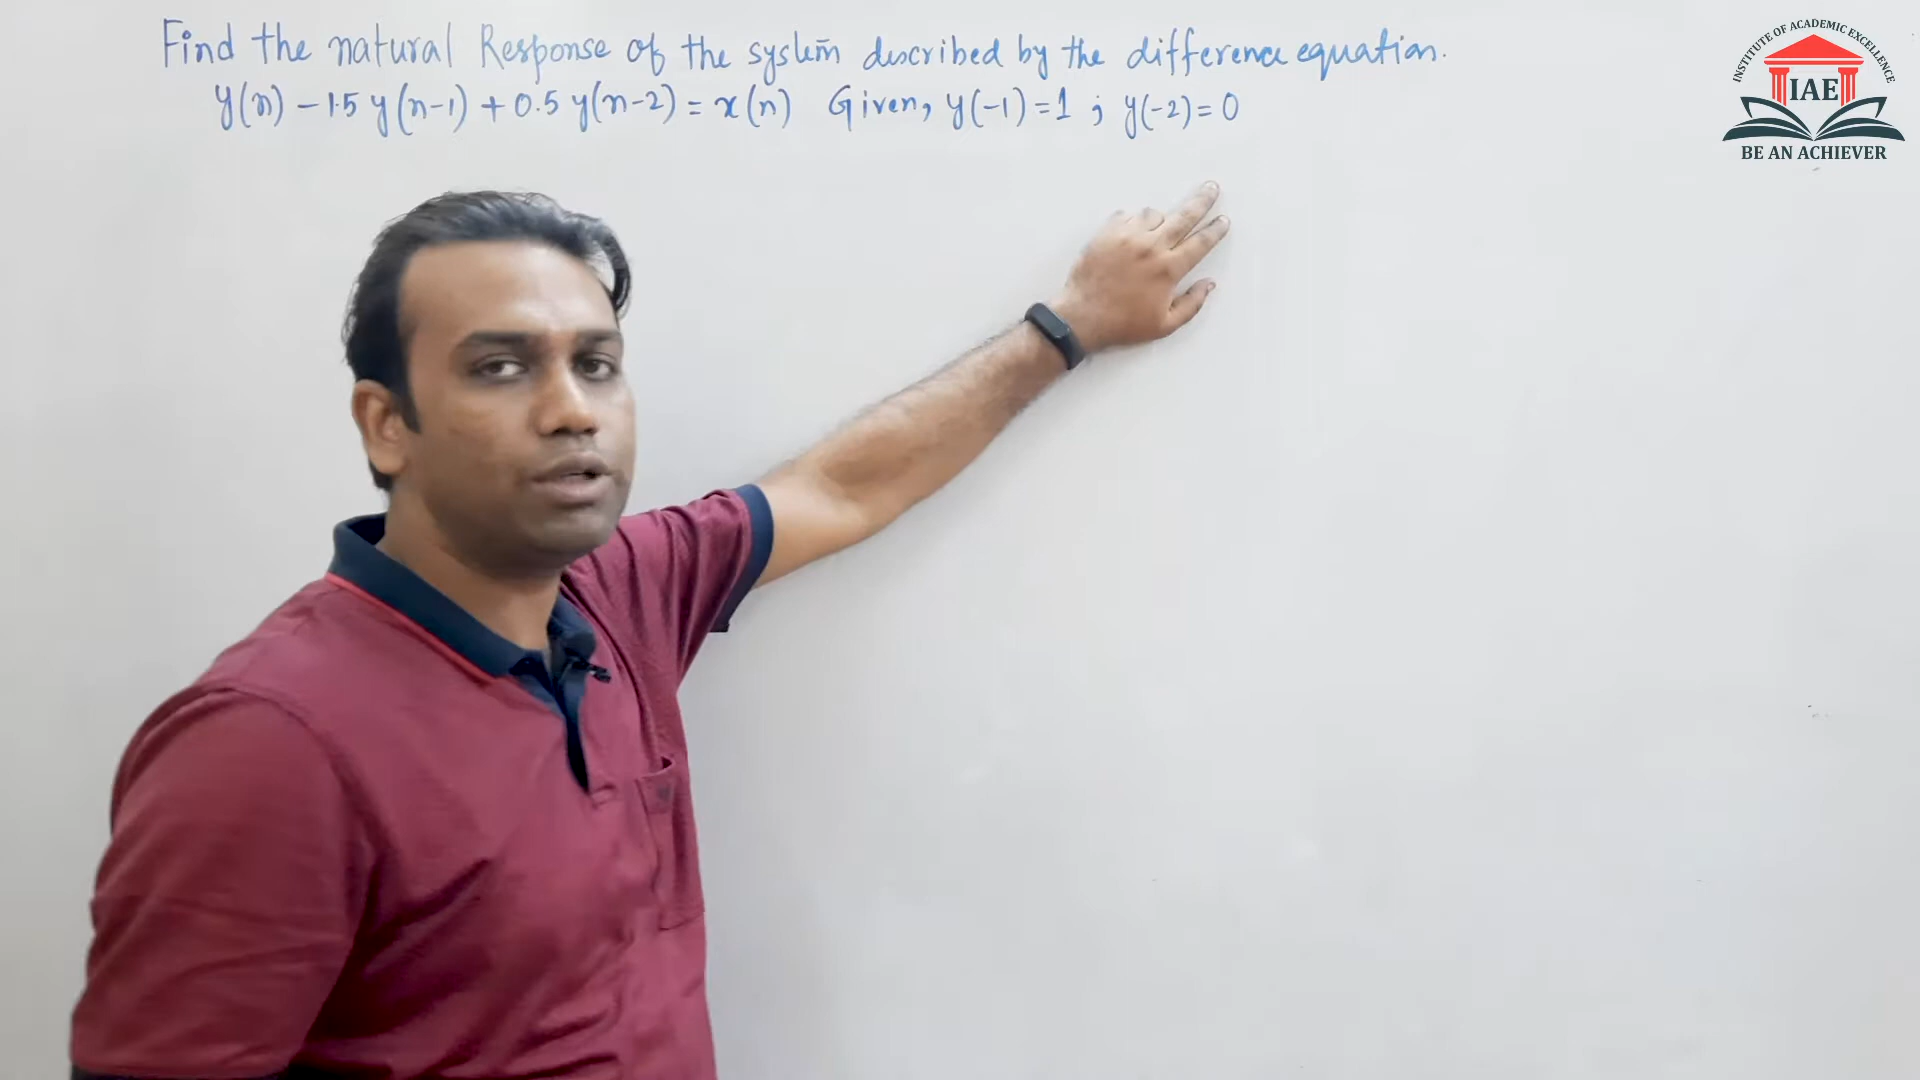 Find the natural Response of the system described by the difference equation.
y(n) - 1.5 y(n-1) + 0.5 y(n-2) = x(n) Given, y(-1) = 1 ; y(-2) = 0
INSTITUTE OF ACADEMIC EXCELLENCE
IAE
BE AN ACHIEVER